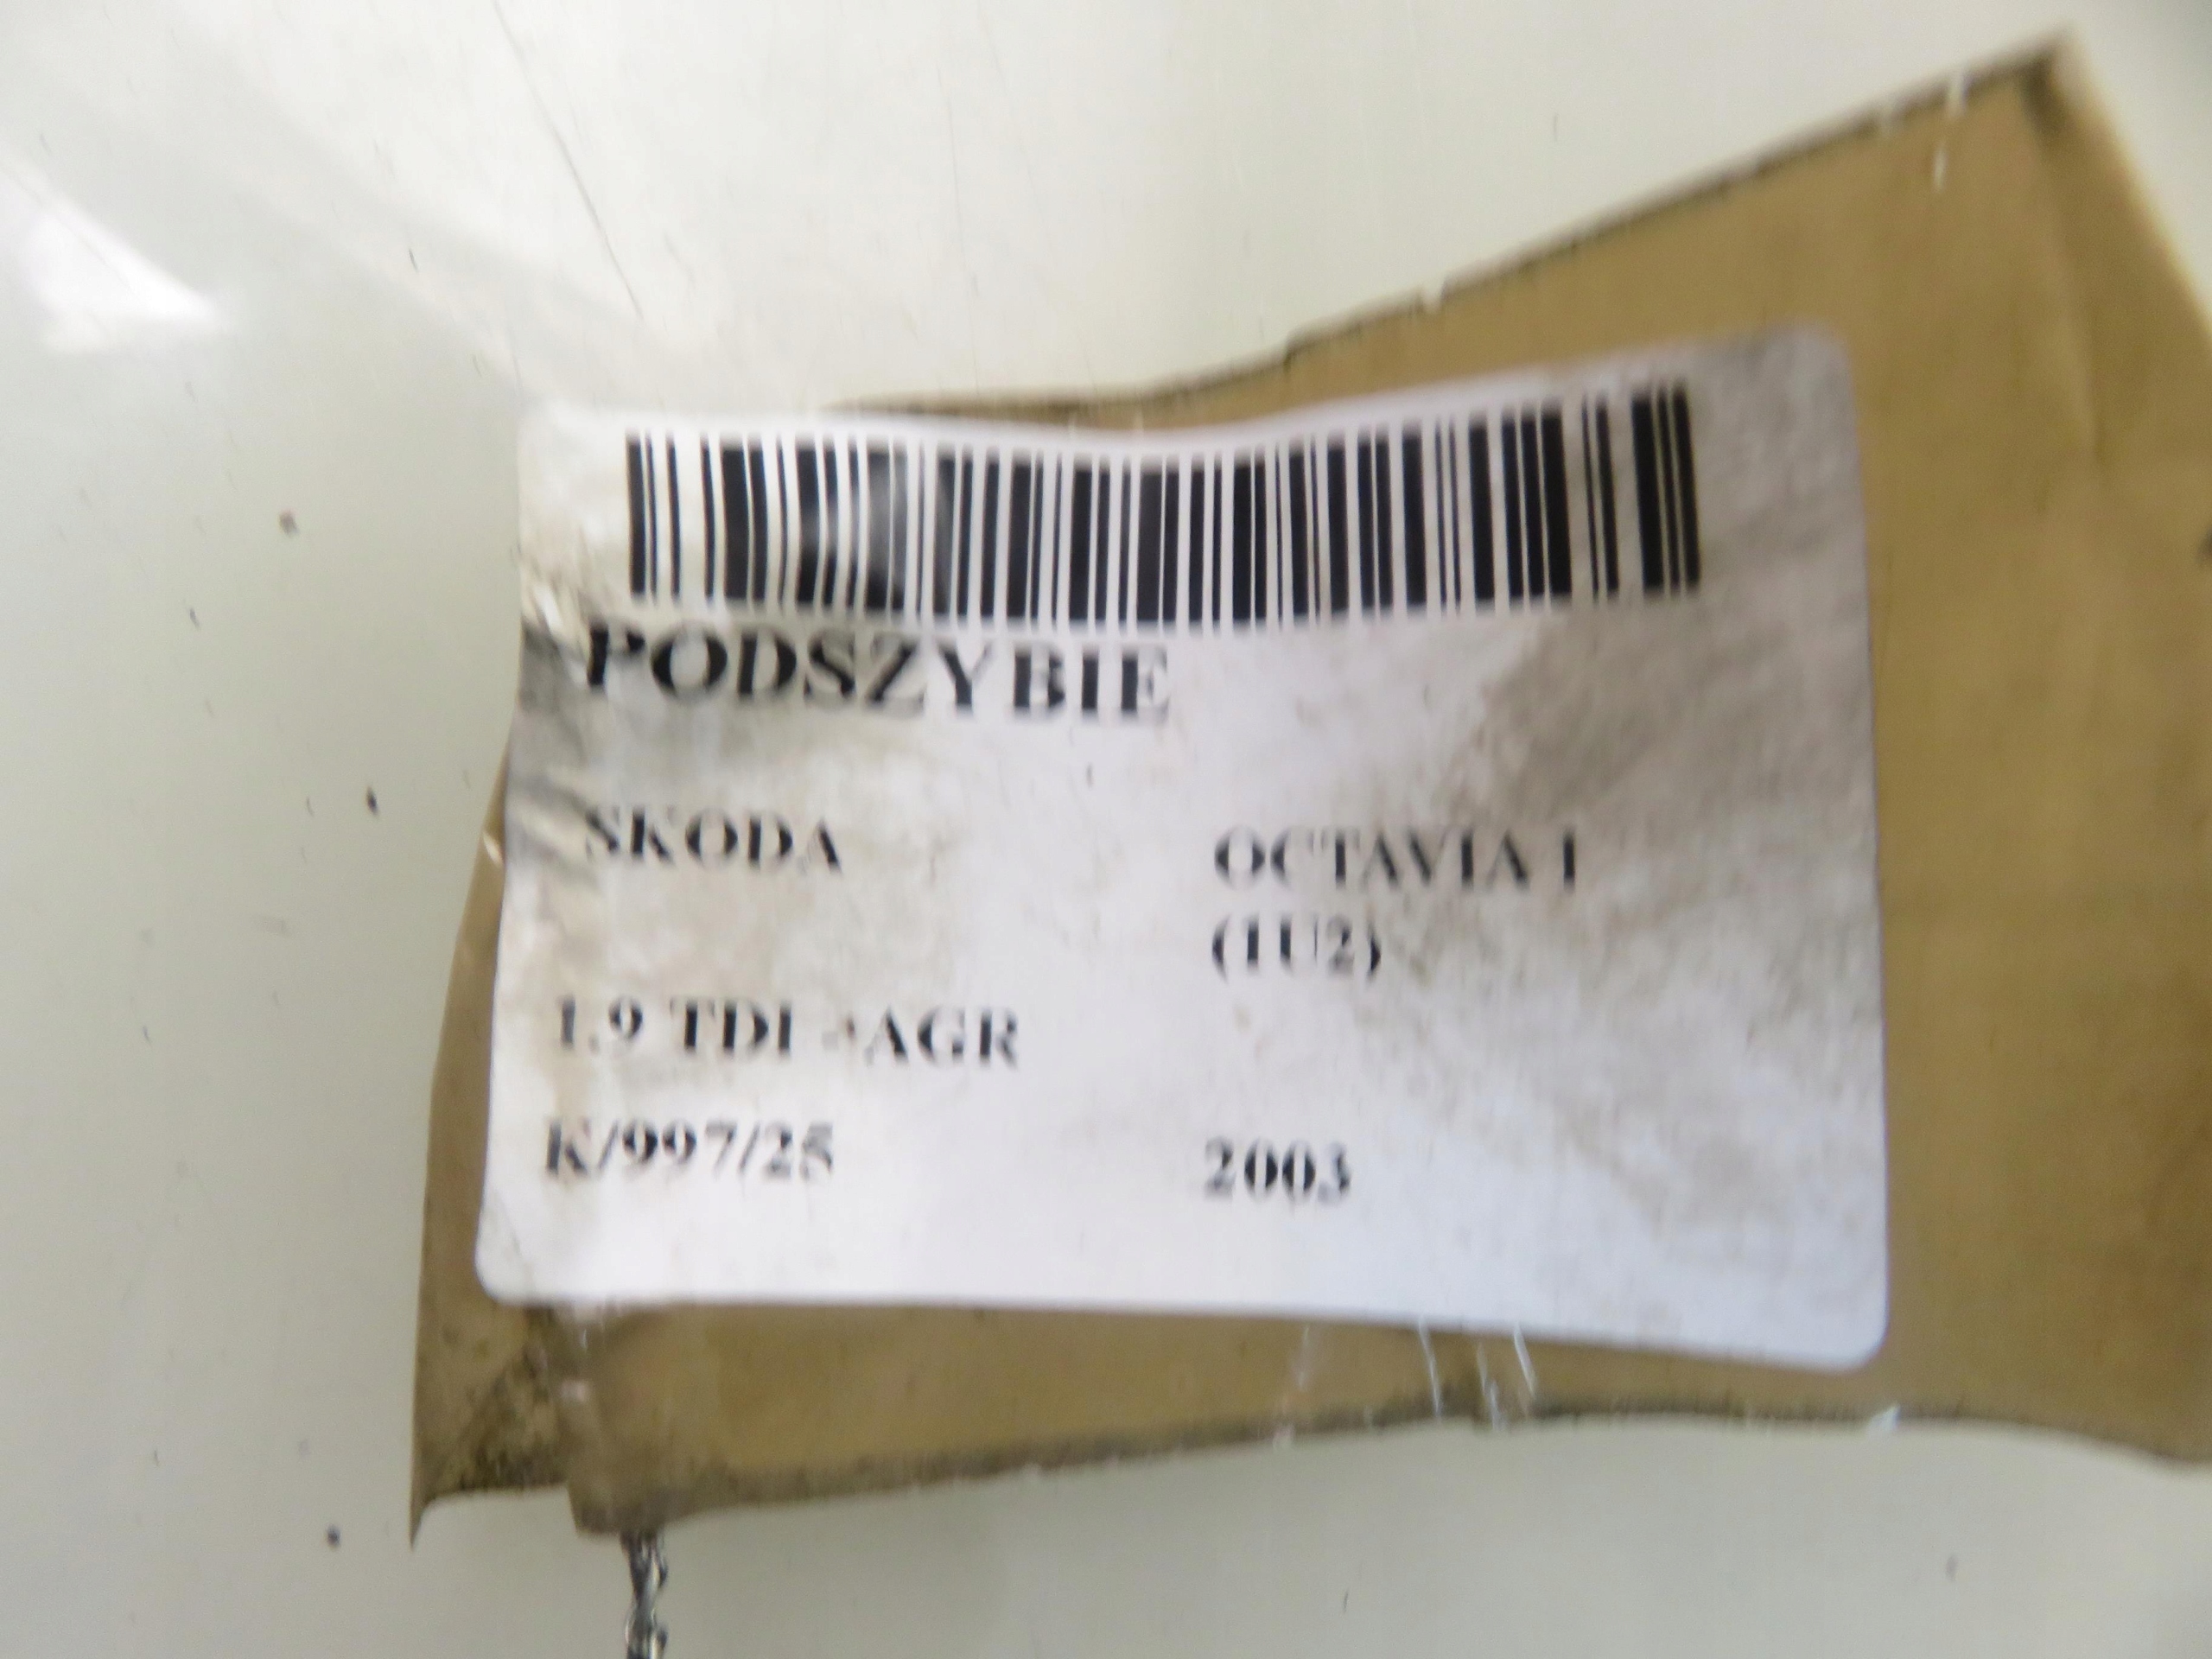 PODSZYBIE
SKODA
OCTAVIA I
(1U2)
1.9 TDI - AGR
K/997/25
2003